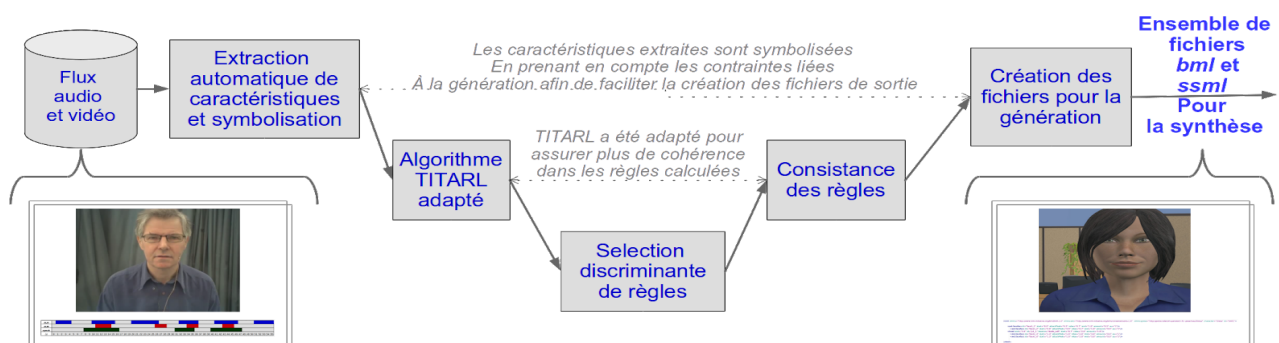 Flux
audio
et vidéo
Extraction
automatique de
caractéristiques
et symbolisation
Les caractéristiques extraites sont symbolisées
En prenant en compte les contraintes liées
À la génération afin de faciliter la création des fichiers de sortie
Algorithme
TITARL
adapté
TITARL a été adapté pour
assurer plus de cohérence
dans les règles calculées
Selection
discriminante
de règles
Consistance
des règles
Création des
fichiers pour la
génération
Ensemble de
fichiers
bml et
ssml
Pour
la synthèse